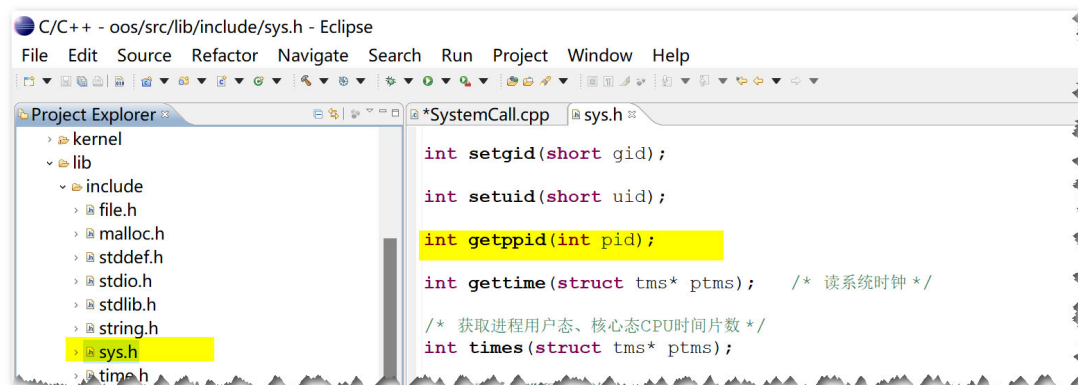 C/C++ - oos/src/lib/include/sys.h - Eclipse
File Edit Source Refactor Navigate Search Run Project Window Help
Project Explorer
*SystemCall.cpp
sys.h
kernel
lib
include
file.h
malloc.h
stddef.h
stdio.h
stdlib.h
string.h
sys.h
time.h
int setgid(short gid);
int setuid(short uid);
int getppid(int pid);
int gettime(struct tms* ptms); /* 读系统时钟 */
/* 获取进程用户态、核心态CPU时间片数 */
int times(struct tms* ptms);